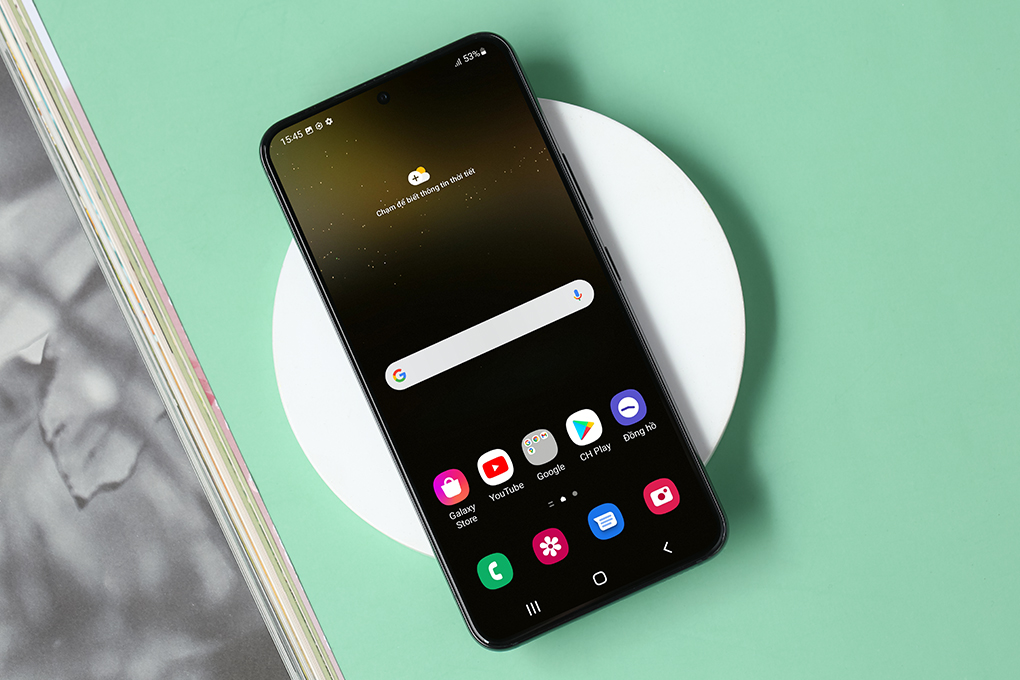 15:45
53%
Chạm để biết thông tin thời tiết
G
Galaxy
Store
YouTube
Google
CH Play
Đồng hồ